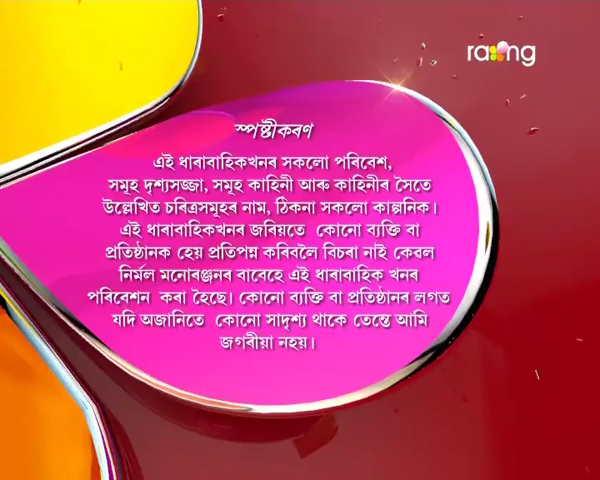 rang
স্পষ্টীকৰণ
এই ধাৰাবাহিকখনৰ সকলো পৰিবেশ,
সমূহ দৃশ্যসজ্জা, সমূহ কাহিনী আৰু কাহিনীৰ সৈতে
উল্লেখিত চৰিত্ৰসমূহৰ নাম, ঠিকনা সকলো কাল্পনিক।
এই ধাৰাবাহিকখনৰ জৰিয়তে কোনো ব্যক্তি বা
প্ৰতিষ্ঠানক হেয় প্ৰতিপন্ন কৰিবলৈ বিচৰা নাই কেৱল
নিৰ্মল মনোৰঞ্জনৰ বাবেহে এই ধাৰাবাহিক খনৰ
পৰিবেশন কৰা হৈছে। কোনো ব্যক্তি বা প্ৰতিষ্ঠানৰ লগত
যদি অজানিতে কোনো সাদৃশ্য থাকে তেন্তে আমি
জগৰীয়া নহয়।